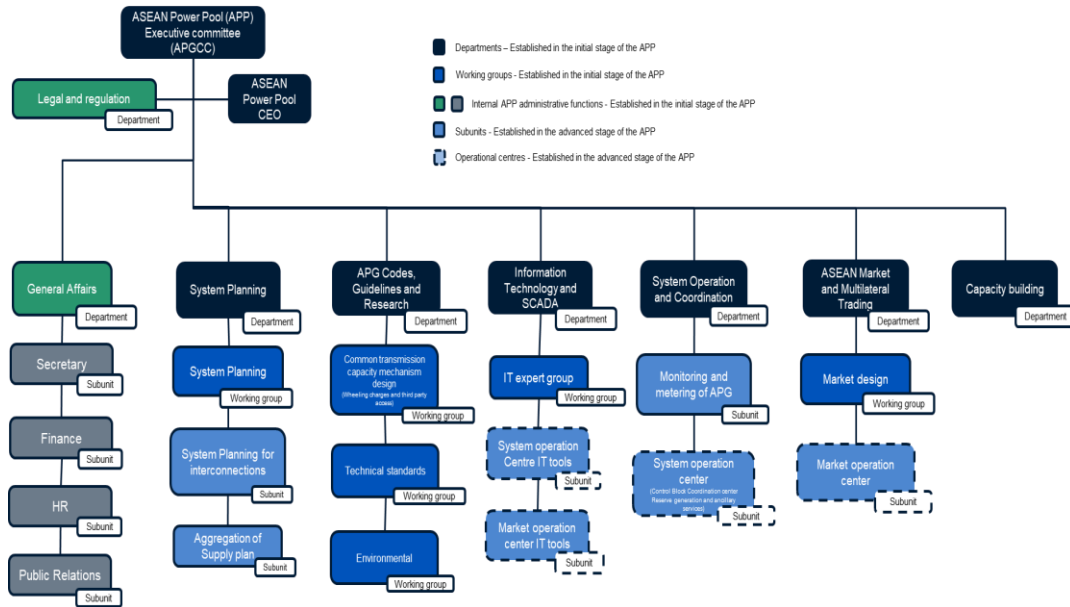 ASEAN Power Pool (APP)
Executive committee
(APGCC)
Legal and regulation
Department
ASEAN
Power Pool
CEO
Departments – Established in the initial stage of the APP
Working groups - Established in the initial stage of the APP
Internal APP administrative functions - Established in the initial stage of the APP
Subunits - Established in the advanced stage of the APP
Operational centres - Established in the advanced stage of the APP
General Affairs
Department
Secretary
Subunit
Finance
Subunit
HR
Subunit
Public Relations
Subunit
System Planning
Department
System Planning
Working group
System Planning for
interconnections
Subunit
Aggregation of
Supply plan
Subunit
APG Codes,
Guidelines and
Research
Department
Common transmission
capacity mechanism
design
(Wheeling charges and third party
access)
Working group
Technical standards
Working group
Environmental
Working group
Information
Technology and
SCADA
Department
IT expert group
Working group
System operation
Centre IT tools
Subunit
Market operation
center IT tools
Subunit
System Operation
and Coordination
Department
Monitoring and
metering of APG
Subunit
System operation
center
(Control Block Coordination center
Reserve generation and ancillary
services)
Subunit
ASEAN Market
and Multilateral
Trading
Department
Market design
Working group
Market operation
center
Subunit
Capacity building
Department